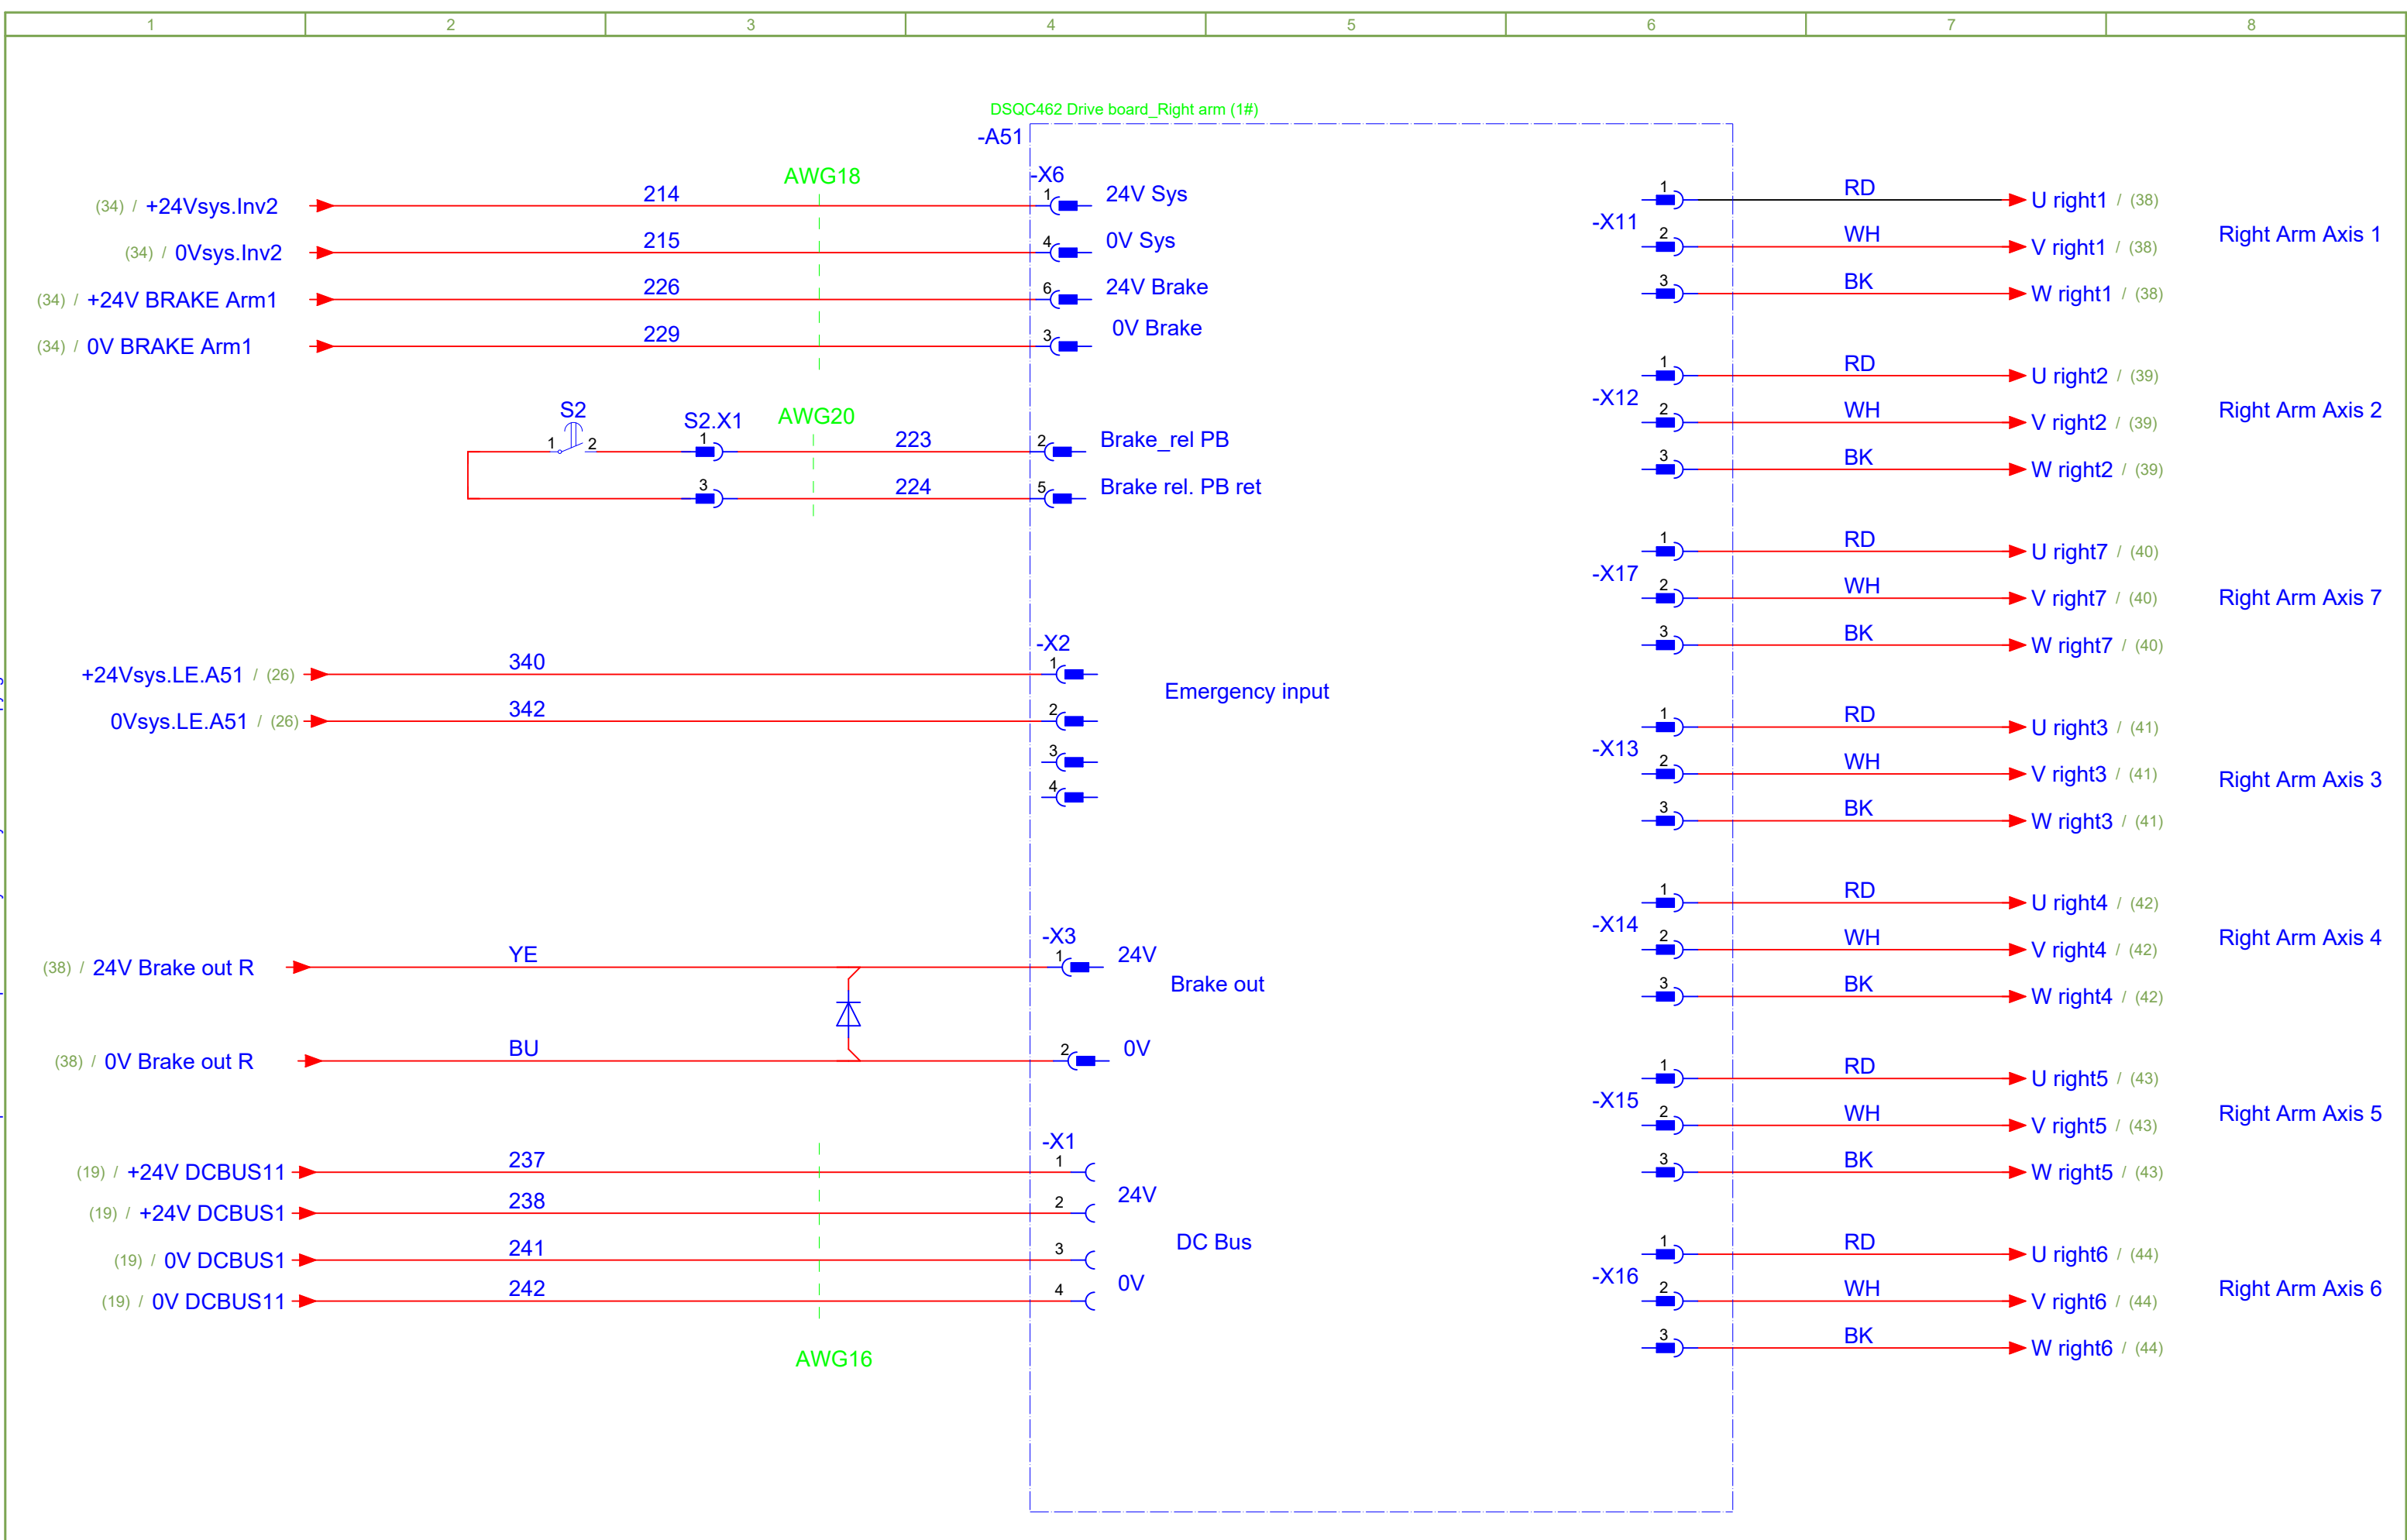 1 2 3 4 5 6 7 8
DSQC462 Drive board_Right arm (1#)
-A51
AWG18
-X6
(34) / +24Vsys.Inv2 214 1 24V Sys
(34) / 0Vsys.Inv2 215 4 0V Sys
(34) / +24V BRAKE Arm1 226 6 24V Brake
(34) / 0V BRAKE Arm1 229 3 0V Brake
S2 S2.X1 AWG20
1 2 1 223 2 Brake_rel PB
3 224 5 Brake rel. PB ret
-X2
+24Vsys.LE.A51 / (26) 340 1
Emergency input
0Vsys.LE.A51 / (26) 342 2
3
4
-X3
(38) / 24V Brake out R YE 1 24V
Brake out
(38) / 0V Brake out R BU 2 0V
-X1
(19) / +24V DCBUS11 237 1
24V
(19) / +24V DCBUS1 238 2
DC Bus
(19) / 0V DCBUS1 241 3
0V
(19) / 0V DCBUS11 242 4
AWG16
1 RD U right1 / (38)
-X11 Right Arm Axis 1
2 WH V right1 / (38)
3 BK W right1 / (38)
1 RD U right2 / (39)
-X12 Right Arm Axis 2
2 WH V right2 / (39)
3 BK W right2 / (39)
1 RD U right7 / (40)
-X17
2 WH V right7 / (40) Right Arm Axis 7
3 BK W right7 / (40)
1 RD U right3 / (41)
-X13
2 WH V right3 / (41) Right Arm Axis 3
3 BK W right3 / (41)
1 RD U right4 / (42)
-X14
2 WH V right4 / (42) Right Arm Axis 4
3 BK W right4 / (42)
1 RD U right5 / (43)
-X15
2 WH V right5 / (43) Right Arm Axis 5
3 BK W right5 / (43)
1 RD U right6 / (44)
-X16
2 WH V right6 / (44) Right Arm Axis 6
3 BK W right6 / (44)